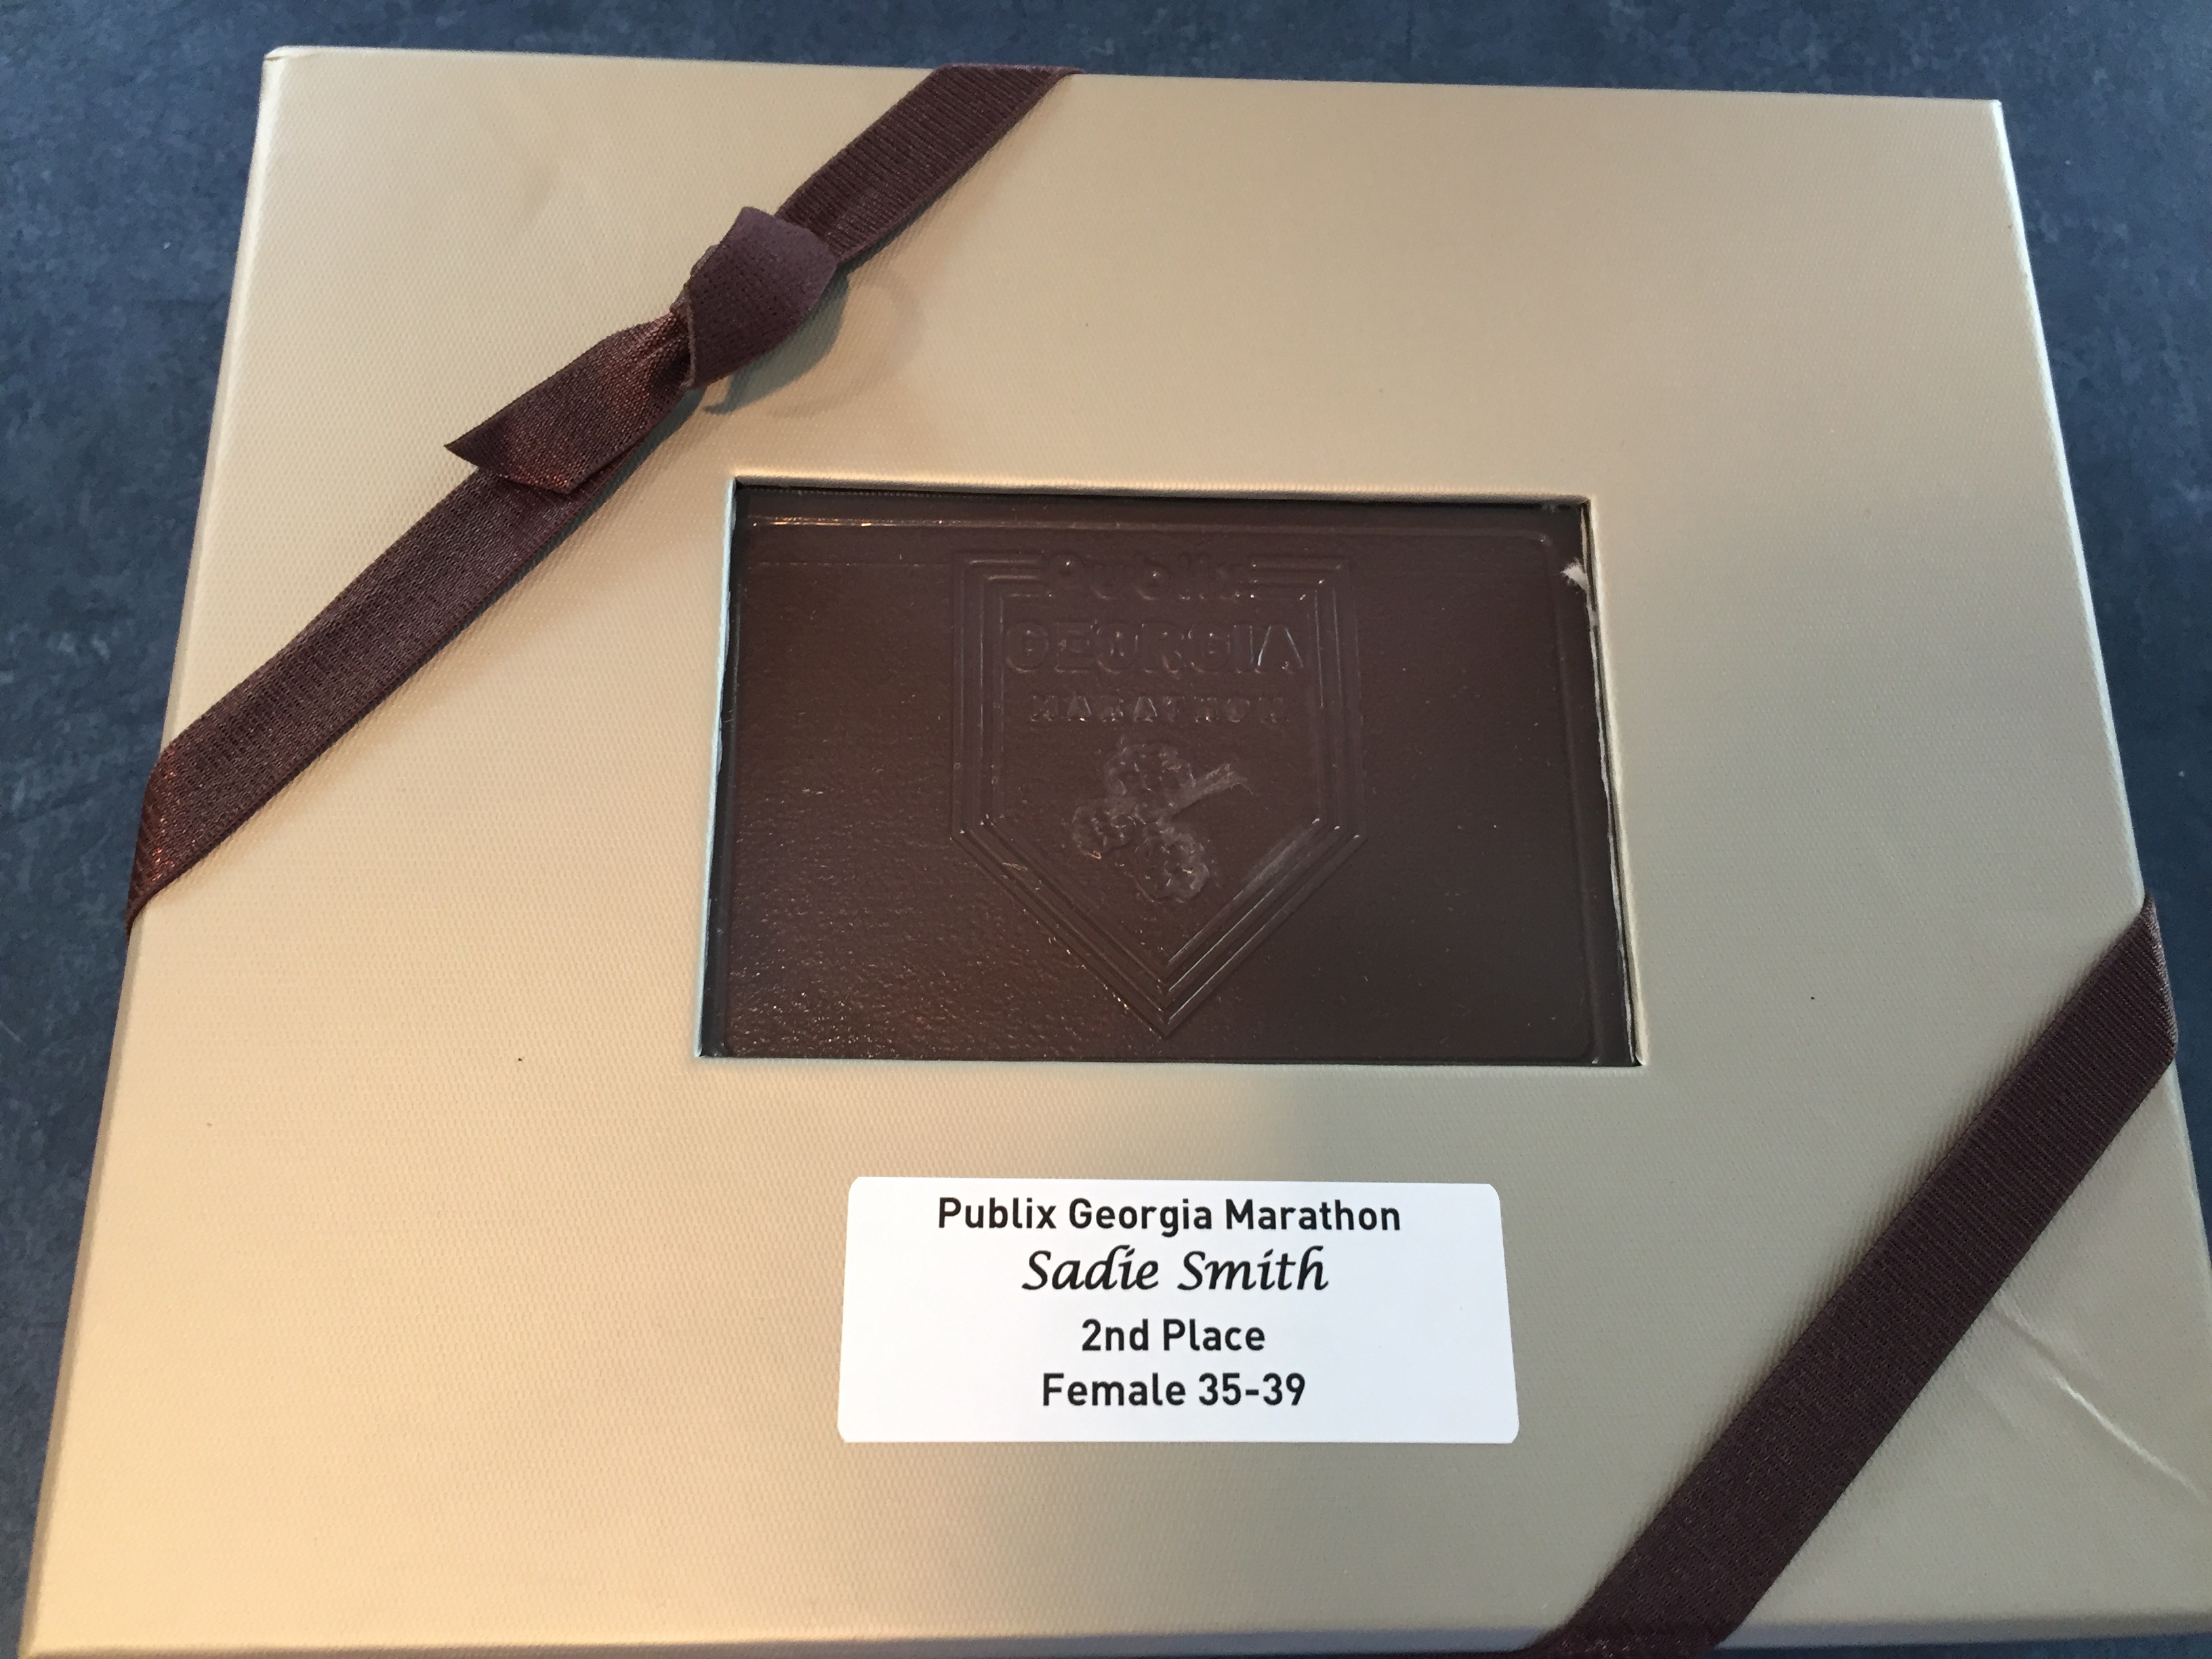 Publix
GEORGIA
MARATHON
Publix Georgia Marathon
Sadie Smith
2nd Place
Female 35-39